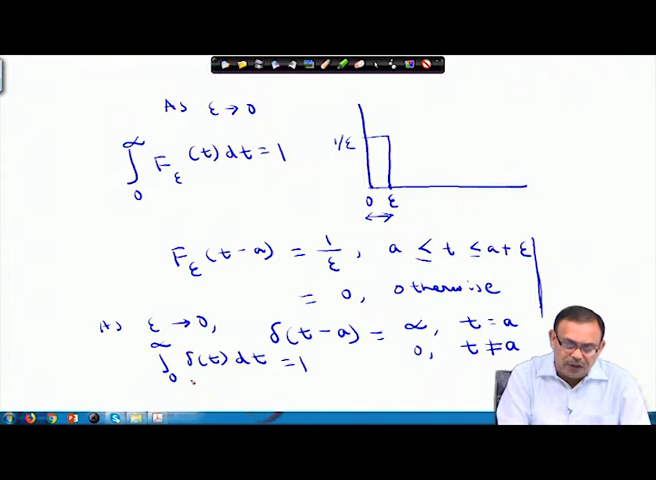 As ε→0
∫₀^∞ F_ε(t)dt = 1
1/ε
0 ε
F_ε(t-a) = 1/ε, a ≤ t ≤ a+ε
= 0, otherwise
As ε→0, δ(t-a) = ∞, t=a
0, t≠a
∫₀^∞ δ(t)dt = 1